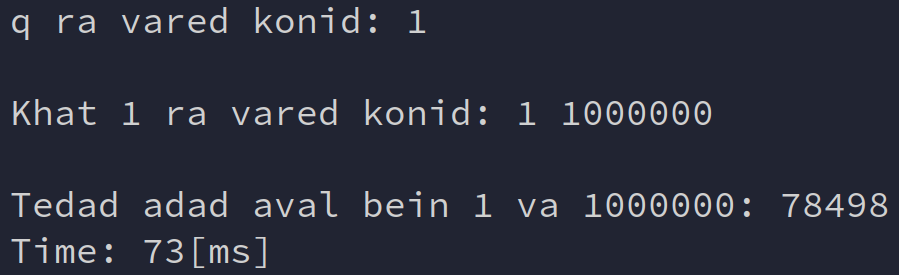 q ra vared konid: 1
Khat 1 ra vared konid: 1 1000000
Tedad adad aval bein 1 va 1000000: 78498
Time: 73[ms]